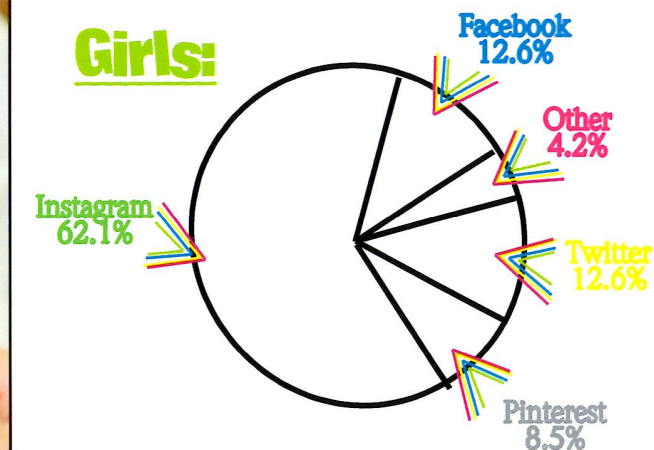 Girls:
Facebook
12.6%
Other
4.2%
Instagram
62.1%
Twitter
12.6%
Pinterest
8.5%